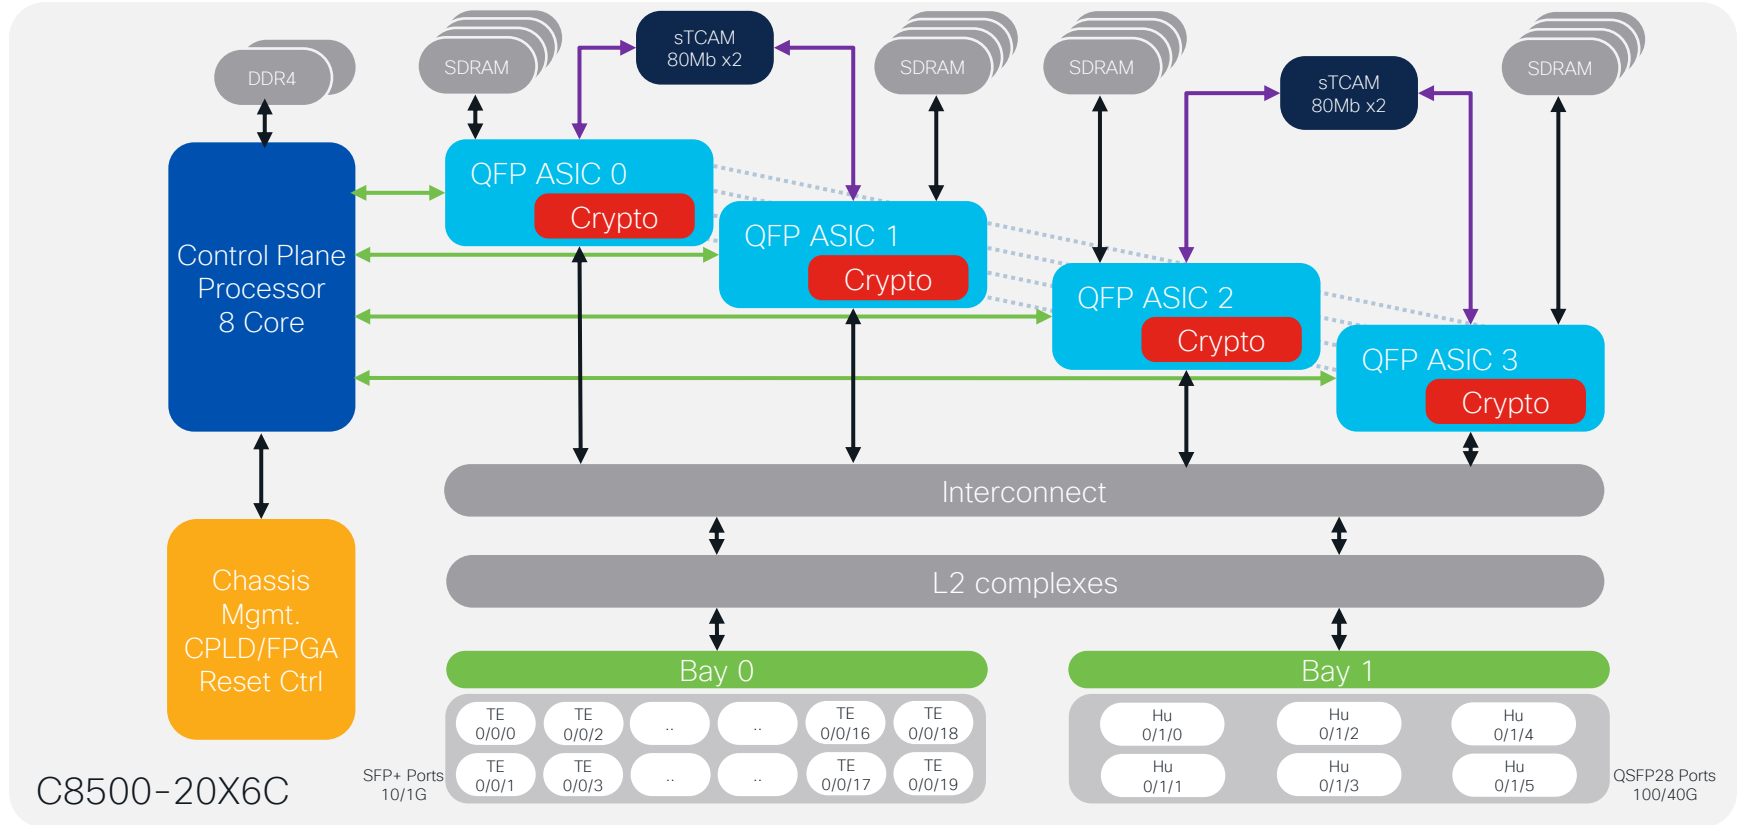 DDR4
SDRAM
sTCAM
80Mb x2
SDRAM
SDRAM
sTCAM
80Mb x2
SDRAM
QFP ASIC 0
Crypto
QFP ASIC 1
Crypto
QFP ASIC 2
Crypto
QFP ASIC 3
Crypto
Control Plane
Processor
8 Core
Interconnect
L2 complexes
Chassis
Mgmt.
CPLD/FPGA
Reset Ctrl
Bay 0
TE
0/0/0
TE
0/0/2
..
..
TE
0/0/16
TE
0/0/18
TE
0/0/1
TE
0/0/3
..
..
TE
0/0/17
TE
0/0/19
SFP+ Ports
10/1G
Bay 1
Hu
0/1/0
Hu
0/1/2
Hu
0/1/4
Hu
0/1/1
Hu
0/1/3
Hu
0/1/5
QSFP28 Ports
100/40G
C8500-20X6C